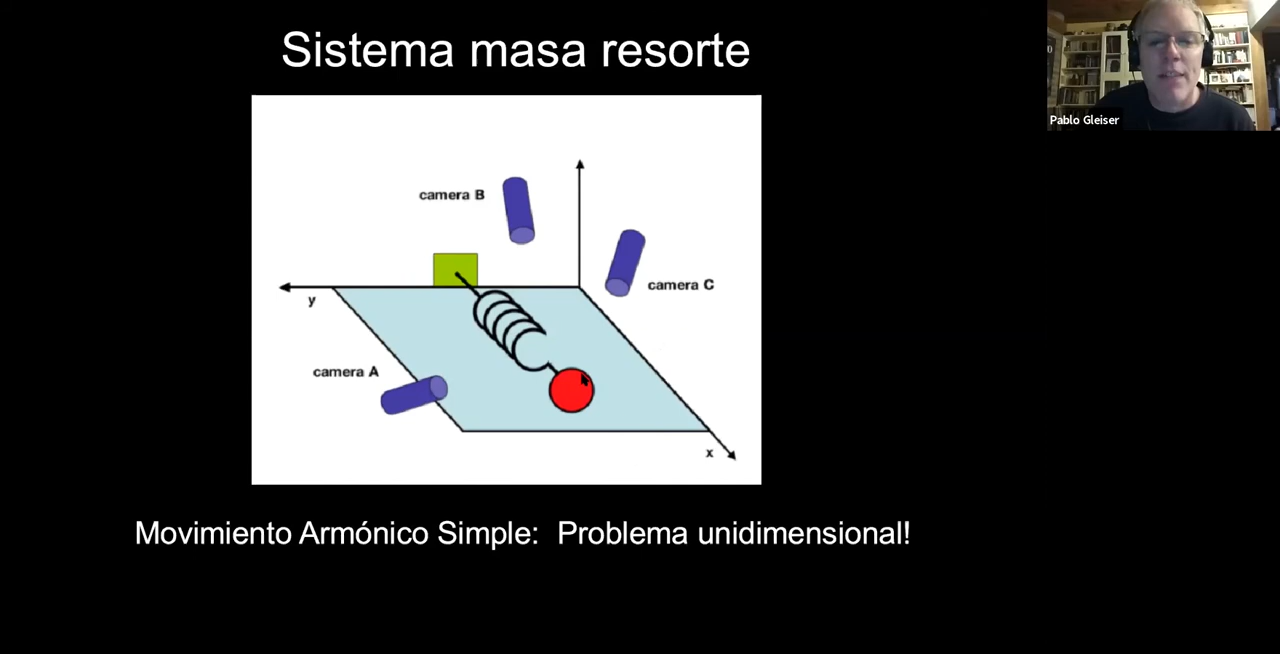 Sistema masa resorte
Pablo Gleiser
camera B
camera C
y
camera A
x
Movimiento Armónico Simple:  Problema unidimensional!